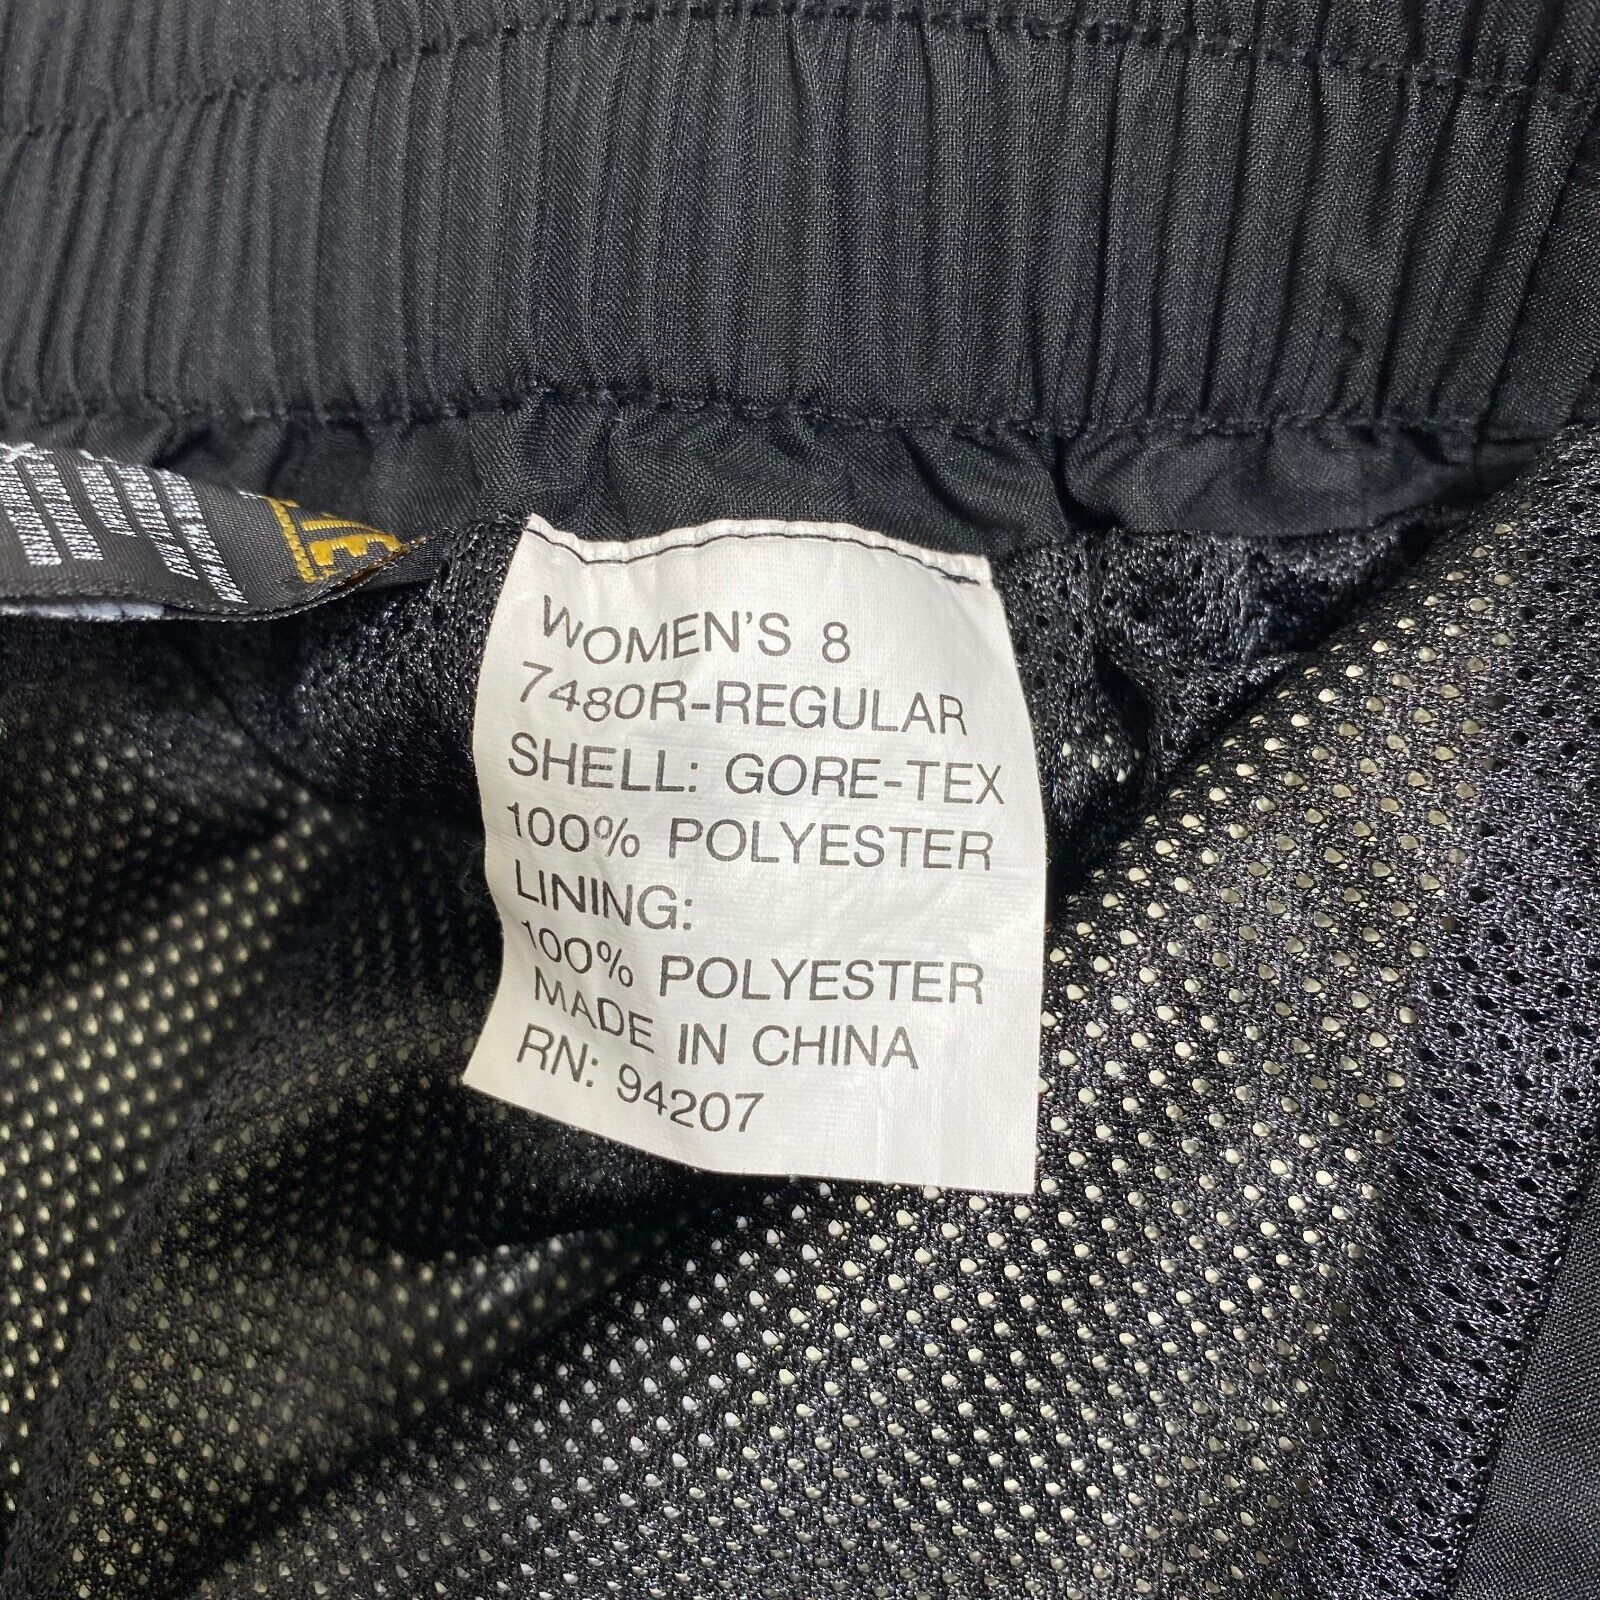 WOMEN'S 8
7480R-REGULAR
SHELL: GORE-TEX
100% POLYESTER
LINING:
100% POLYESTER
MADE IN CHINA
RN: 94207